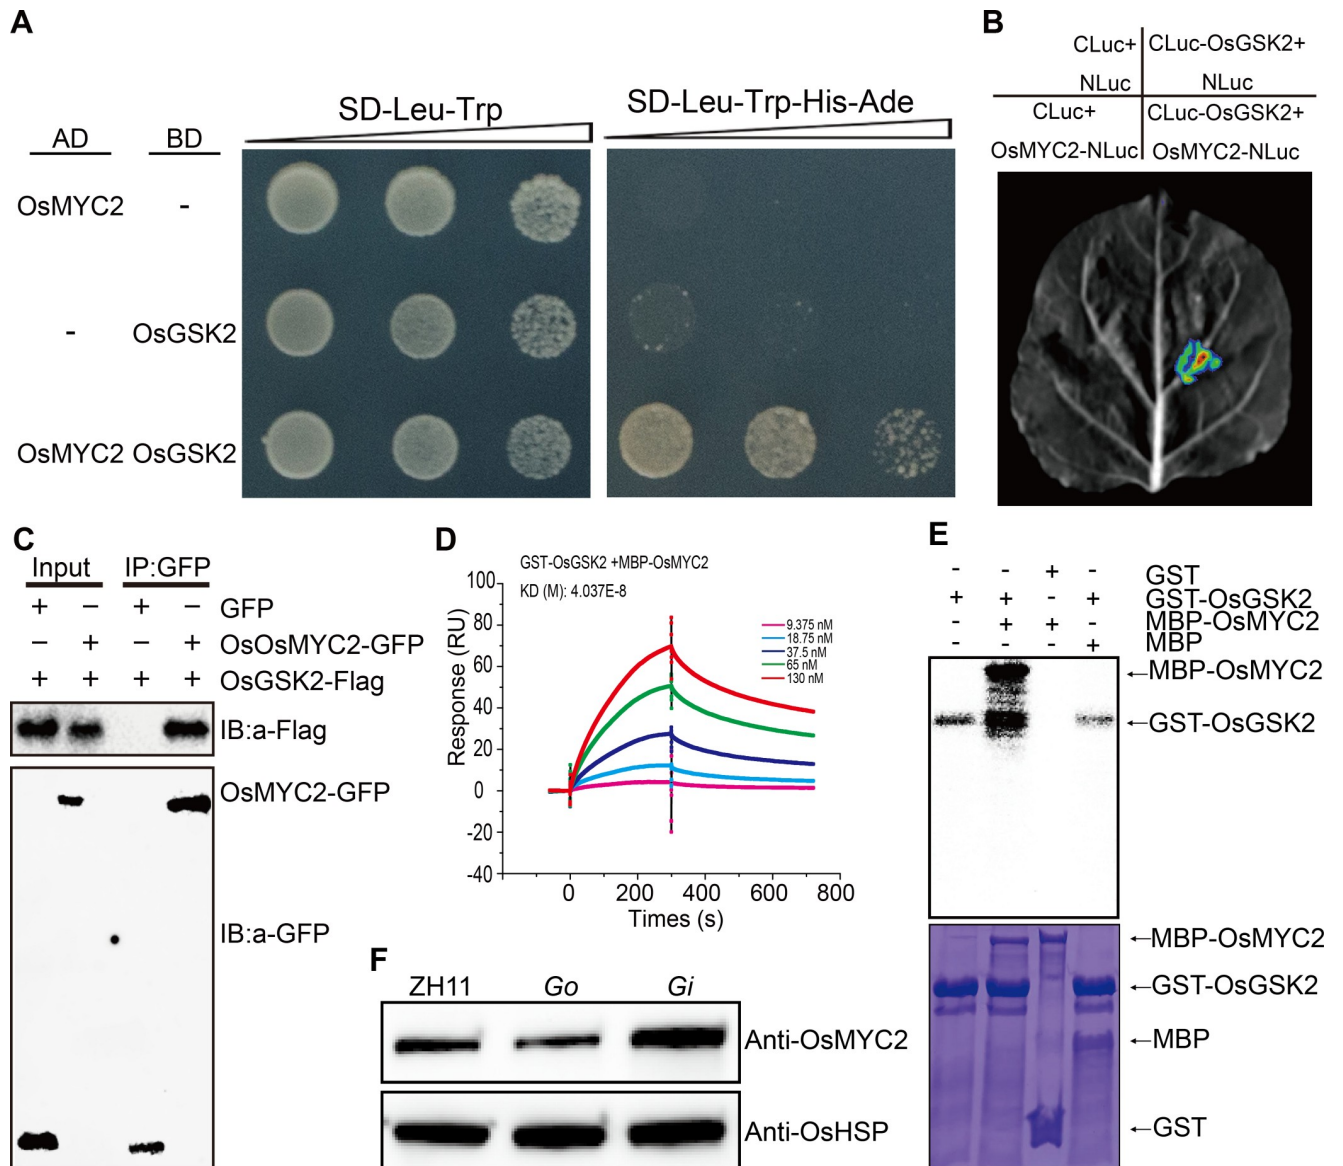 A
SD-Leu-Trp
SD-Leu-Trp-His-Ade
AD BD
OsMYC2 -
- OsGSK2
OsMYC2 OsGSK2
B
CLuc+ CLuc-OsGSK2+
NLuc NLuc
CLuc+ CLuc-OsGSK2+
OsMYC2-NLuc OsMYC2-NLuc
C
Input IP:GFP
+ − + − GFP
− + − + OsOsMYC2-GFP
+ + + + OsGSK2-Flag
IB:a-Flag
OsMYC2-GFP
IB:a-GFP
D
GST-OsGSK2 +MBP-OsMYC2
KD (M): 4.037E-8
9.375 nM
18.75 nM
37.5 nM
65 nM
130 nM
Response (RU)
100
80
60
40
20
0
-20
-40
0 200 400 600 800
Times (s)
E
- - + - GST
+ + - + GST-OsGSK2
- + + - MBP-OsMYC2
- - - + MBP
←MBP-OsMYC2
←GST-OsGSK2
←MBP-OsMYC2
←GST-OsGSK2
←MBP
←GST
F
ZH11 Go Gi
Anti-OsMYC2
Anti-OsHSP